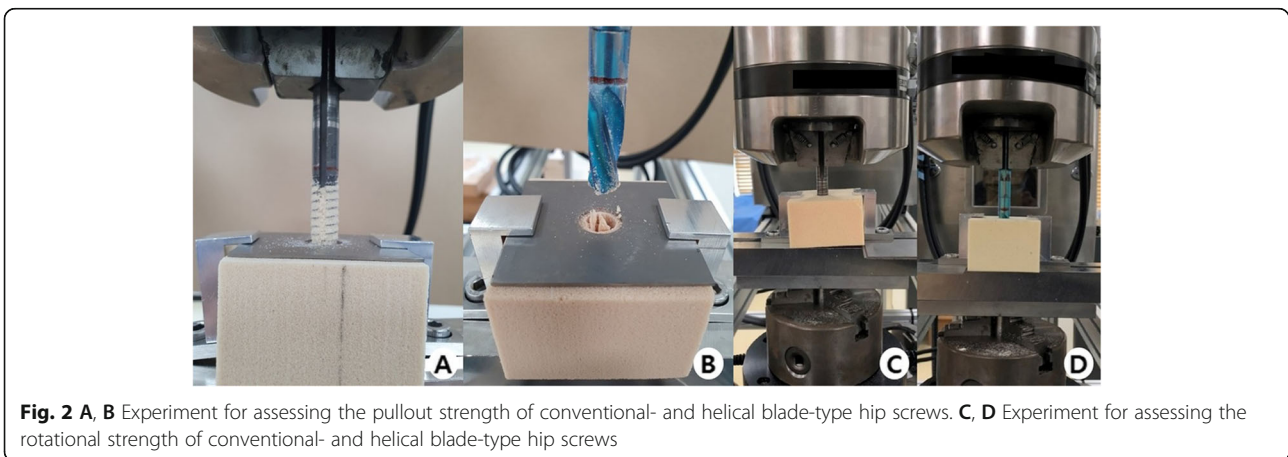 A
B
C
D
Fig. 2 A, B Experiment for assessing the pullout strength of conventional- and helical blade-type hip screws. C, D Experiment for assessing the
rotational strength of conventional- and helical blade-type hip screws